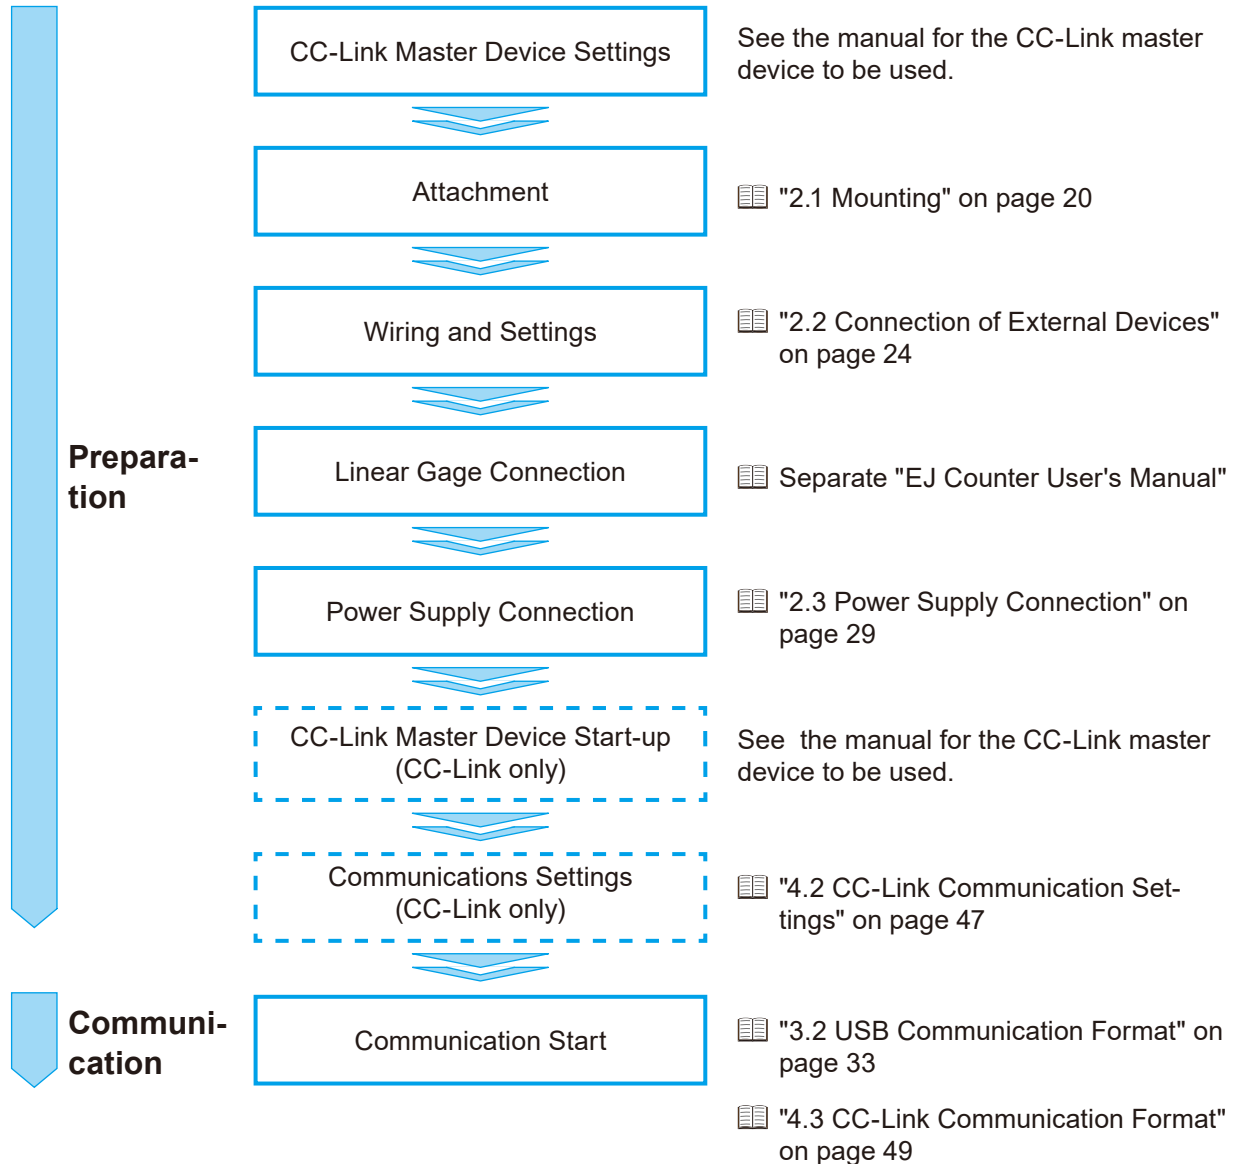 CC-Link Master Device Settings
See the manual for the CC-Link master
device to be used.
Attachment
"2.1 Mounting" on page 20
Wiring and Settings
"2.2 Connection of External Devices"
on page 24
Prepara-
tion
Linear Gage Connection
Separate "EJ Counter User's Manual"
Power Supply Connection
"2.3 Power Supply Connection" on
page 29
CC-Link Master Device Start-up
(CC-Link only)
See  the manual for the CC-Link master
device to be used.
Communications Settings
(CC-Link only)
"4.2 CC-Link Communication Set-
tings" on page 47
Communi-
cation
Communication Start
"3.2 USB Communication Format" on
page 33
"4.3 CC-Link Communication Format"
on page 49